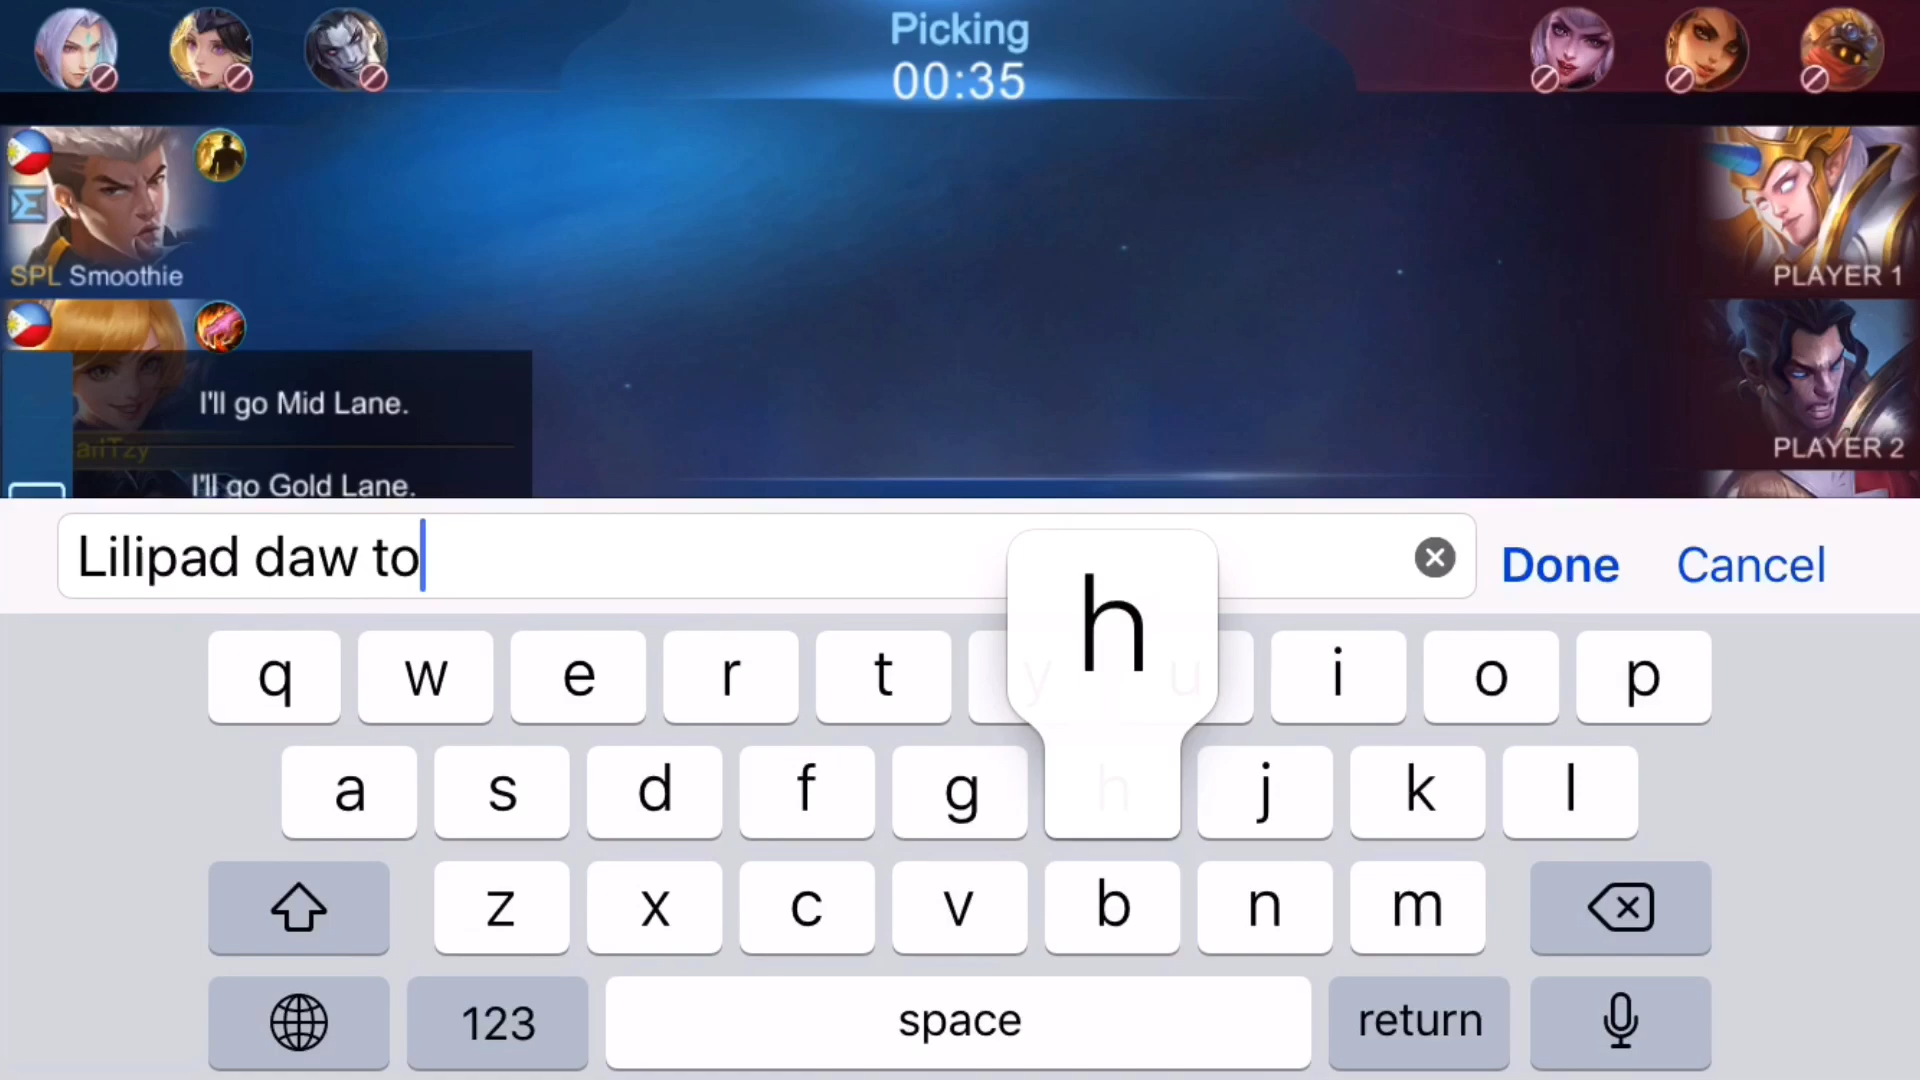 Picking
00:35
SPL Smoothie
PLAYER 1
I'll go Mid Lane.
arlTzy
PLAYER 2
I'll go Gold Lane.
Lilipad daw to
Done
Cancel
h
q w e r t y u i o p
a s d f g h j k l
z x c v b n m
123
space
return